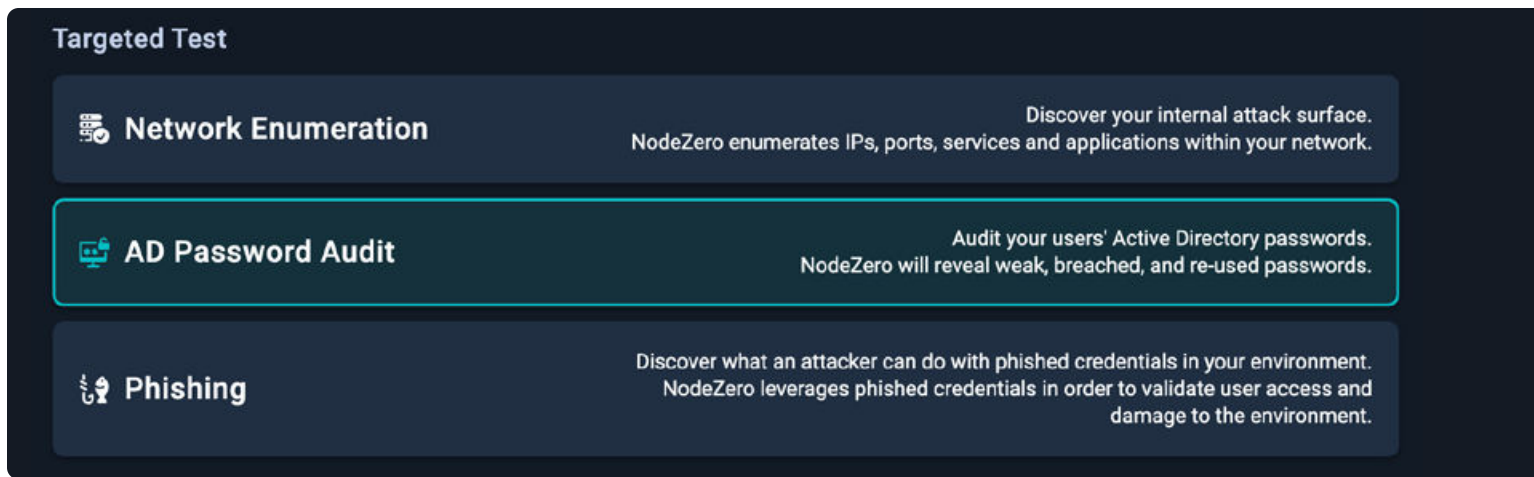 Targeted Test
Network Enumeration
Discover your internal attack surface.
NodeZero enumerates IPs, ports, services and applications within your network.
AD Password Audit
Audit your users' Active Directory passwords.
NodeZero will reveal weak, breached, and re-used passwords.
Phishing
Discover what an attacker can do with phished credentials in your environment.
NodeZero leverages phished credentials in order to validate user access and
damage to the environment.